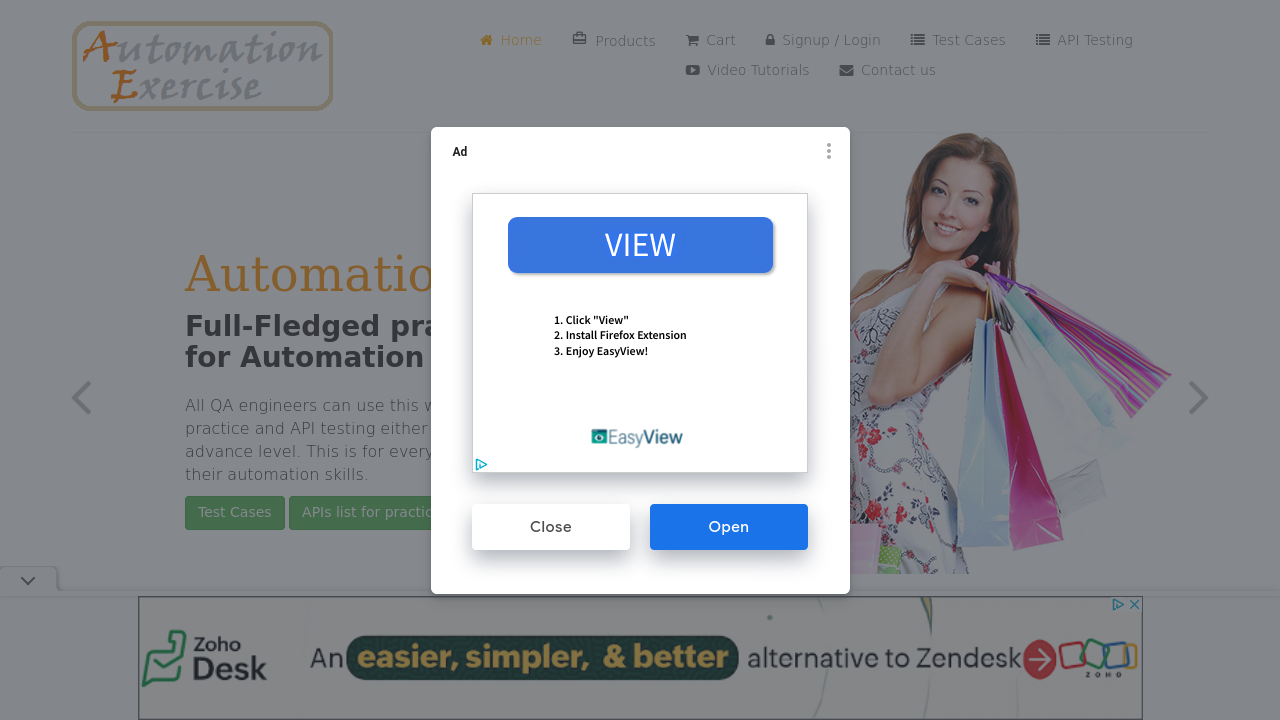 Automation
Exercise
Home
Products
Cart
Signup / Login
Test Cases
API Testing
Video Tutorials
Contact us
Ad
VIEW
1. Click "View"
2. Install Firefox Extension
3. Enjoy EasyView!
EasyView
Close
Open
Automatio
Full-Fledged pra
for Automation
All QA engineers can use this w
practice and API testing either
advance level. This is for every
their automation skills.
Test Cases
APIs list for practic
Zoho
Desk
An easier, simpler, & better alternative to Zendesk
ZOHO